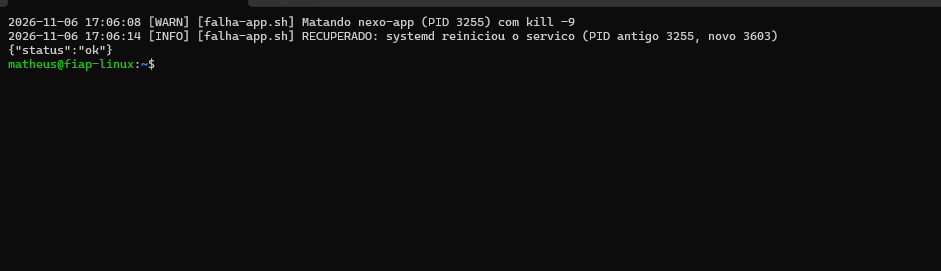 2026-11-06 17:06:08 [WARN] [falha-app.sh] Matando nexo-app (PID 3255) com kill -9
2026-11-06 17:06:14 [INFO] [falha-app.sh] RECUPERADO: systemd reiniciou o servico (PID antigo 3255, novo 3603)
{"status":"ok"}
matheus@fiap-linux:~$